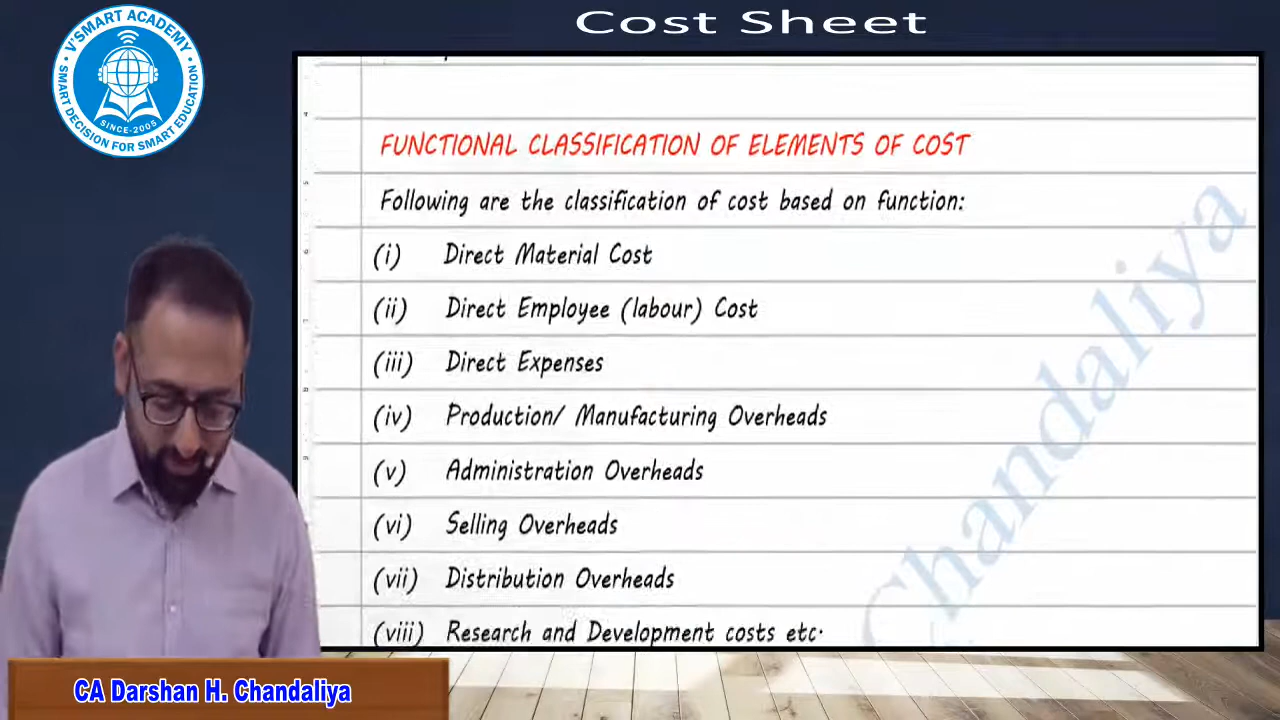 Cost Sheet
V'SMART ACADEMY
SMART DECISION FOR SMART EDUCATION
SINCE-2005
FUNCTIONAL CLASSIFICATION OF ELEMENTS OF COST
Following are the classification of cost based on function:
(i) Direct Material Cost
(ii) Direct Employee (labour) Cost
(iii) Direct Expenses
(iv) Production/ Manufacturing Overheads
(v) Administration Overheads
(vi) Selling Overheads
(vii) Distribution Overheads
(viii) Research and Development costs etc.
Chandaliya
CA Darshan H. Chandaliya